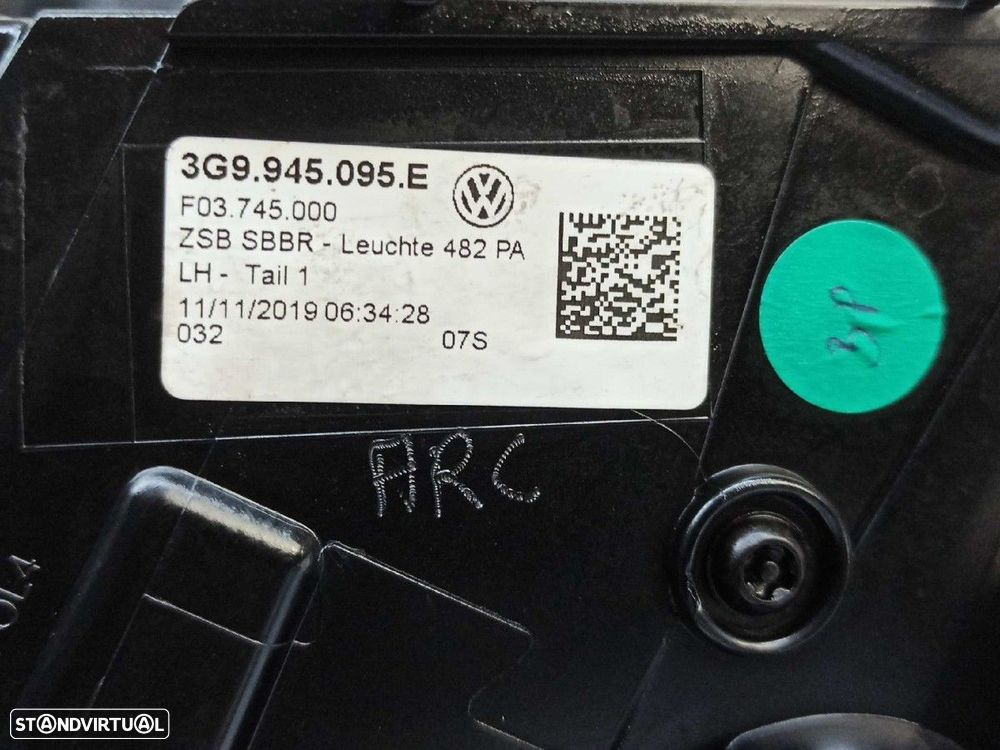 3G9.945.095.E
F03.745.000
ZSB SBBR - Leuchte 482 PA
LH - Tail 1
11/11/2019 06:34:28
032 07S
ARC
STANDVIRTUAL